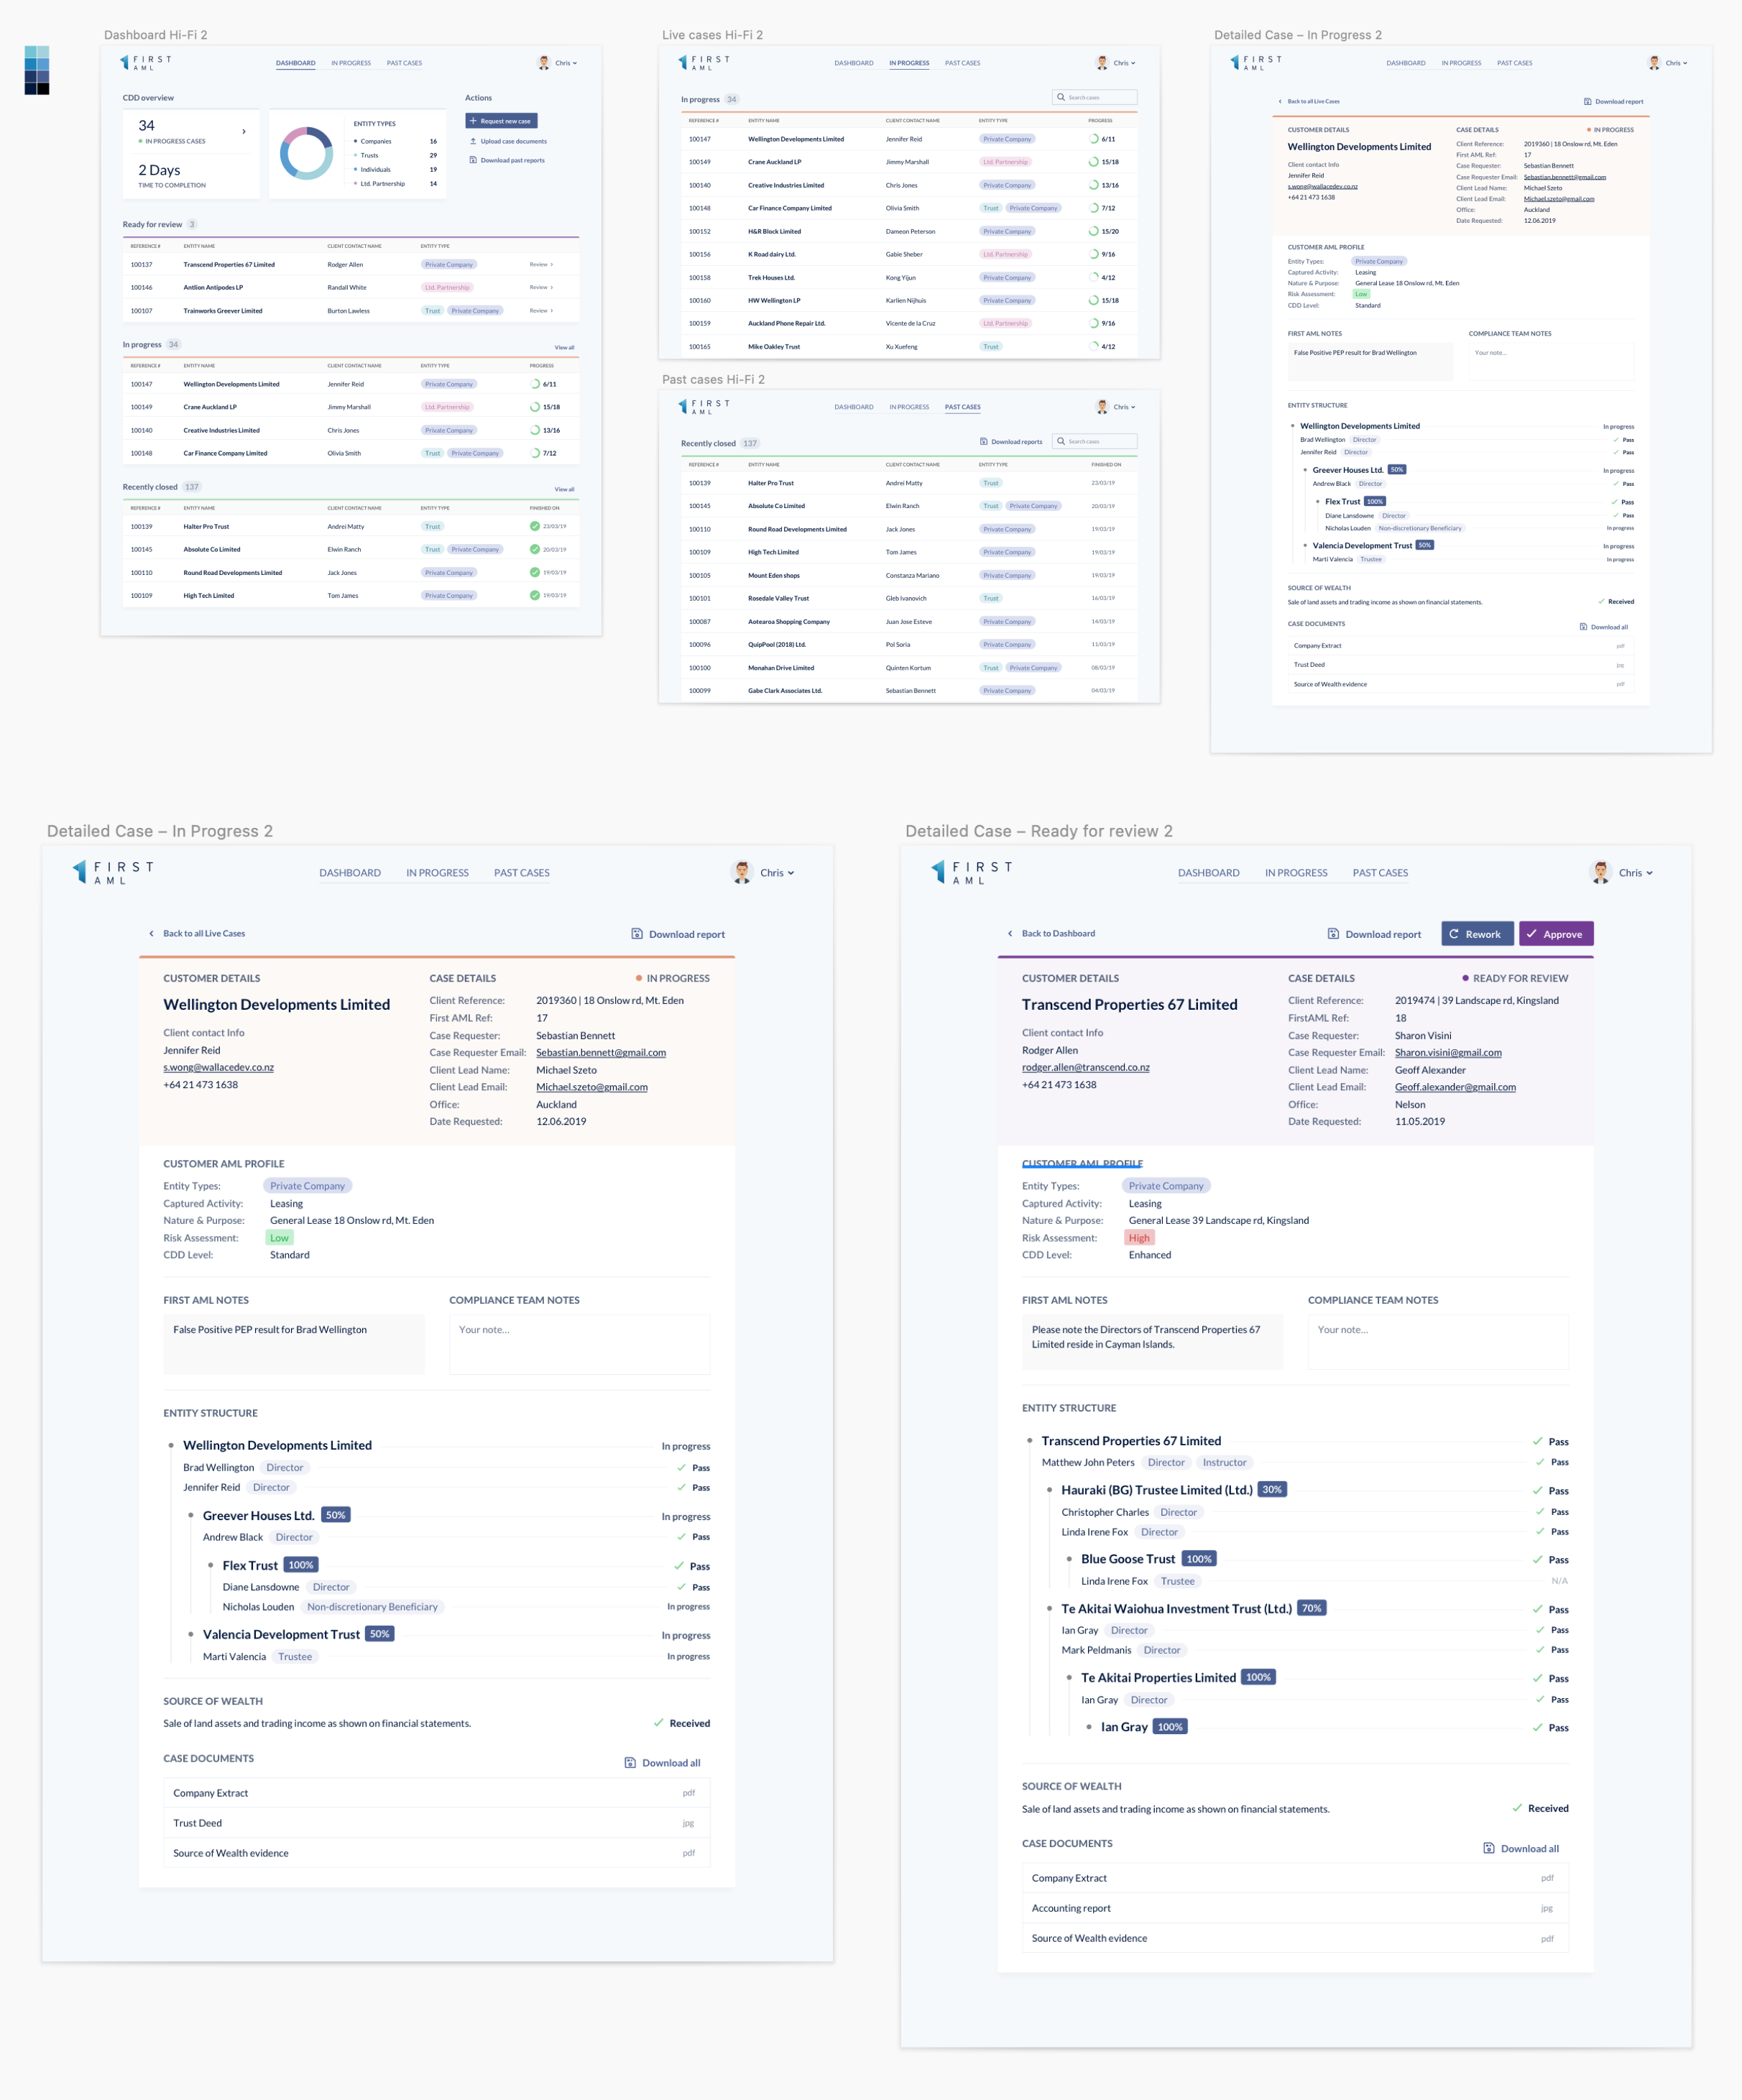 Dashboard Hi-Fi 2
FIRST
AML
DASHBOARD IN PROGRESS PAST CASES
Chris
CDD overview
34
IN PROGRESS CASES
2 Days
TIME TO COMPLETION
ENTITY TYPES
Companies 16
Trusts 29
Individuals 19
Ltd. Partnership 14
Actions
Request new case
Upload case documents
Download past reports
Ready for review 3
REFERENCE # ENTITY NAME CLIENT CONTACT NAME ENTITY TYPE
100137 Transcend Properties 67 Limited Rodger Allen Private Company Review
100146 Antlion Antipodes LP Randall White Ltd. Partnership Review
100107 Trainworks Greever Limited Burton Lawless Trust Private Company Review
In progress 34 View all
REFERENCE # ENTITY NAME CLIENT CONTACT NAME ENTITY TYPE PROGRESS
100147 Wellington Developments Limited Jennifer Reid Private Company 6/11
100149 Crane Auckland LP Jimmy Marshall Ltd. Partnership 15/18
100140 Creative Industries Limited Chris Jones Private Company 13/16
100148 Car Finance Company Limited Olivia Smith Trust Private Company 7/12
Recently closed 137 View all
REFERENCE # ENTITY NAME CLIENT CONTACT NAME ENTITY TYPE FINISHED ON
100139 Halter Pro Trust Andrei Matty Trust 23/03/19
100145 Absolute Co Limited Elwin Ranch Trust Private Company 20/03/19
100110 Round Road Developments Limited Jack Jones Private Company 19/03/19
100109 High Tech Limited Tom James Private Company 19/03/19
Live cases Hi-Fi 2
FIRST
AML
DASHBOARD IN PROGRESS PAST CASES
Chris
In progress 34 Search cases
REFERENCE # ENTITY NAME CLIENT CONTACT NAME ENTITY TYPE PROGRESS
100147 Wellington Developments Limited Jennifer Reid Private Company 6/11
100149 Crane Auckland LP Jimmy Marshall Ltd. Partnership 15/18
100140 Creative Industries Limited Chris Jones Private Company 13/16
100148 Car Finance Company Limited Olivia Smith Trust Private Company 7/12
100152 H&R Block Limited Dameon Peterson Private Company 15/20
100156 K Road dairy Ltd. Gabie Sheber Ltd. Partnership 9/16
100158 Trek Houses Ltd. Kong Yijun Private Company 4/12
100160 HW Wellington LP Karlien Nijhuis Private Company 15/18
100159 Auckland Phone Repair Ltd. Vicente de la Cruz Ltd. Partnership 9/16
100165 Mike Oakley Trust Xu Xuefeng Trust 4/12
Past cases Hi-Fi 2
FIRST
AML
DASHBOARD IN PROGRESS PAST CASES
Chris
Recently closed 137 Download reports Search cases
REFERENCE # ENTITY NAME CLIENT CONTACT NAME ENTITY TYPE FINISHED ON
100139 Halter Pro Trust Andrei Matty Trust 23/03/19
100145 Absolute Co Limited Elwin Ranch Trust Private Company 20/03/19
100110 Round Road Developments Limited Jack Jones Private Company 19/03/19
100109 High Tech Limited Tom James Private Company 19/03/19
100105 Mount Eden shops Constanza Mariano Private Company 19/03/19
100101 Rosedale Valley Trust Gleb Ivanovich Trust 16/03/19
100087 Aotearoa Shopping Company Juan Jose Esteve Private Company 14/03/19
100096 QuipPool (2018) Ltd. Pol Soria Private Company 11/03/19
100100 Monahan Drive Limited Quinten Kortum Trust Private Company 08/03/19
100099 Gabe Clark Associates Ltd. Sebastian Bennett Private Company 04/03/19
Detailed Case – In Progress 2
FIRST
AML
DASHBOARD IN PROGRESS PAST CASES
Chris
Back to all Live Cases Download report
CUSTOMER DETAILS
Wellington Developments Limited
Client contact Info
Jennifer Reid
s.wong@wallacedev.co.nz
+64 21 473 1638
CASE DETAILS IN PROGRESS
Client Reference: 2019360 | 18 Onslow rd, Mt. Eden
First AML Ref: 17
Case Requester: Sebastian Bennett
Case Requester Email: Sebastian.bennett@gmail.com
Client Lead Name: Michael Szeto
Client Lead Email: Michael.szeto@gmail.com
Office: Auckland
Date Requested: 12.06.2019
CUSTOMER AML PROFILE
Entity Types: Private Company
Captured Activity: Leasing
Nature & Purpose: General Lease 18 Onslow rd, Mt. Eden
Risk Assessment: Low
CDD Level: Standard
FIRST AML NOTES
False Positive PEP result for Brad Wellington
COMPLIANCE TEAM NOTES
Your note...
ENTITY STRUCTURE
Wellington Developments Limited In progress
Brad Wellington Director Pass
Jennifer Reid Director Pass
Greever Houses Ltd. 50% In progress
Andrew Black Director Pass
Flex Trust 100% Pass
Diane Lansdowne Director Pass
Nicholas Louden Non-discretionary Beneficiary In progress
Valencia Development Trust 50% In progress
Marti Valencia Trustee In progress
SOURCE OF WEALTH
Sale of land assets and trading income as shown on financial statements. Received
CASE DOCUMENTS Download all
Company Extract pdf
Trust Deed jpg
Source of Wealth evidence pdf
Detailed Case – In Progress 2
FIRST
AML
DASHBOARD IN PROGRESS PAST CASES
Chris
Back to all Live Cases Download report
CUSTOMER DETAILS
Wellington Developments Limited
Client contact Info
Jennifer Reid
s.wong@wallacedev.co.nz
+64 21 473 1638
CASE DETAILS IN PROGRESS
Client Reference: 2019360 | 18 Onslow rd, Mt. Eden
First AML Ref: 17
Case Requester: Sebastian Bennett
Case Requester Email: Sebastian.bennett@gmail.com
Client Lead Name: Michael Szeto
Client Lead Email: Michael.szeto@gmail.com
Office: Auckland
Date Requested: 12.06.2019
CUSTOMER AML PROFILE
Entity Types: Private Company
Captured Activity: Leasing
Nature & Purpose: General Lease 18 Onslow rd, Mt. Eden
Risk Assessment: Low
CDD Level: Standard
FIRST AML NOTES
False Positive PEP result for Brad Wellington
COMPLIANCE TEAM NOTES
Your note...
ENTITY STRUCTURE
Wellington Developments Limited In progress
Brad Wellington Director Pass
Jennifer Reid Director Pass
Greever Houses Ltd. 50% In progress
Andrew Black Director Pass
Flex Trust 100% Pass
Diane Lansdowne Director Pass
Nicholas Louden Non-discretionary Beneficiary In progress
Valencia Development Trust 50% In progress
Marti Valencia Trustee In progress
SOURCE OF WEALTH
Sale of land assets and trading income as shown on financial statements. Received
CASE DOCUMENTS Download all
Company Extract pdf
Trust Deed jpg
Source of Wealth evidence pdf
Detailed Case – Ready for review 2
FIRST
AML
DASHBOARD IN PROGRESS PAST CASES
Chris
Back to Dashboard Download report Rework Approve
CUSTOMER DETAILS
Transcend Properties 67 Limited
Client contact Info
Rodger Allen
rodger.allen@transcend.co.nz
+64 21 473 1638
CASE DETAILS READY FOR REVIEW
Client Reference: 2019474 | 39 Landscape rd, Kingsland
FirstAML Ref: 18
Case Requester: Sharon Visini
Case Requester Email: Sharon.visini@gmail.com
Client Lead Name: Geoff Alexander
Client Lead Email: Geoff.alexander@gmail.com
Office: Nelson
Date Requested: 11.05.2019
CUSTOMER AML PROFILE
Entity Types: Private Company
Captured Activity: Leasing
Nature & Purpose: General Lease 39 Landscape rd, Kingsland
Risk Assessment: High
CDD Level: Enhanced
FIRST AML NOTES
Please note the Directors of Transcend Properties 67
Limited reside in Cayman Islands.
COMPLIANCE TEAM NOTES
Your note...
ENTITY STRUCTURE
Transcend Properties 67 Limited Pass
Matthew John Peters Director Instructor Pass
Hauraki (BG) Trustee Limited (Ltd.) 30% Pass
Christopher Charles Director Pass
Linda Irene Fox Director Pass
Blue Goose Trust 100% Pass
Linda Irene Fox Trustee N/A
Te Akitai Waiohua Investment Trust (Ltd.) 70% Pass
Ian Gray Director Pass
Mark Peldmanis Director Pass
Te Akitai Properties Limited 100% Pass
Ian Gray Director Pass
Ian Gray 100% Pass
SOURCE OF WEALTH
Sale of land assets and trading income as shown on financial statements. Received
CASE DOCUMENTS Download all
Company Extract pdf
Accounting report jpg
Source of Wealth evidence pdf